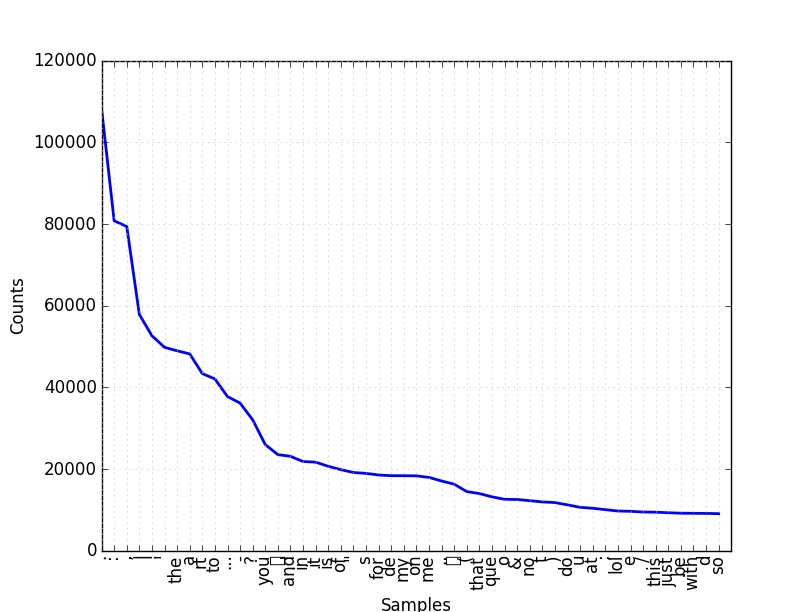 120000
100000
80000
60000
40000
20000
0
Counts
:
.
,
!
the
a
rt
to
...
-
?
you
and
in
it
is
of
"
s
for
de
my
on
me
(
that
que
o
&
no
t
)
do
u
at
lol
e
/
this
just
be
with
d
so
Samples